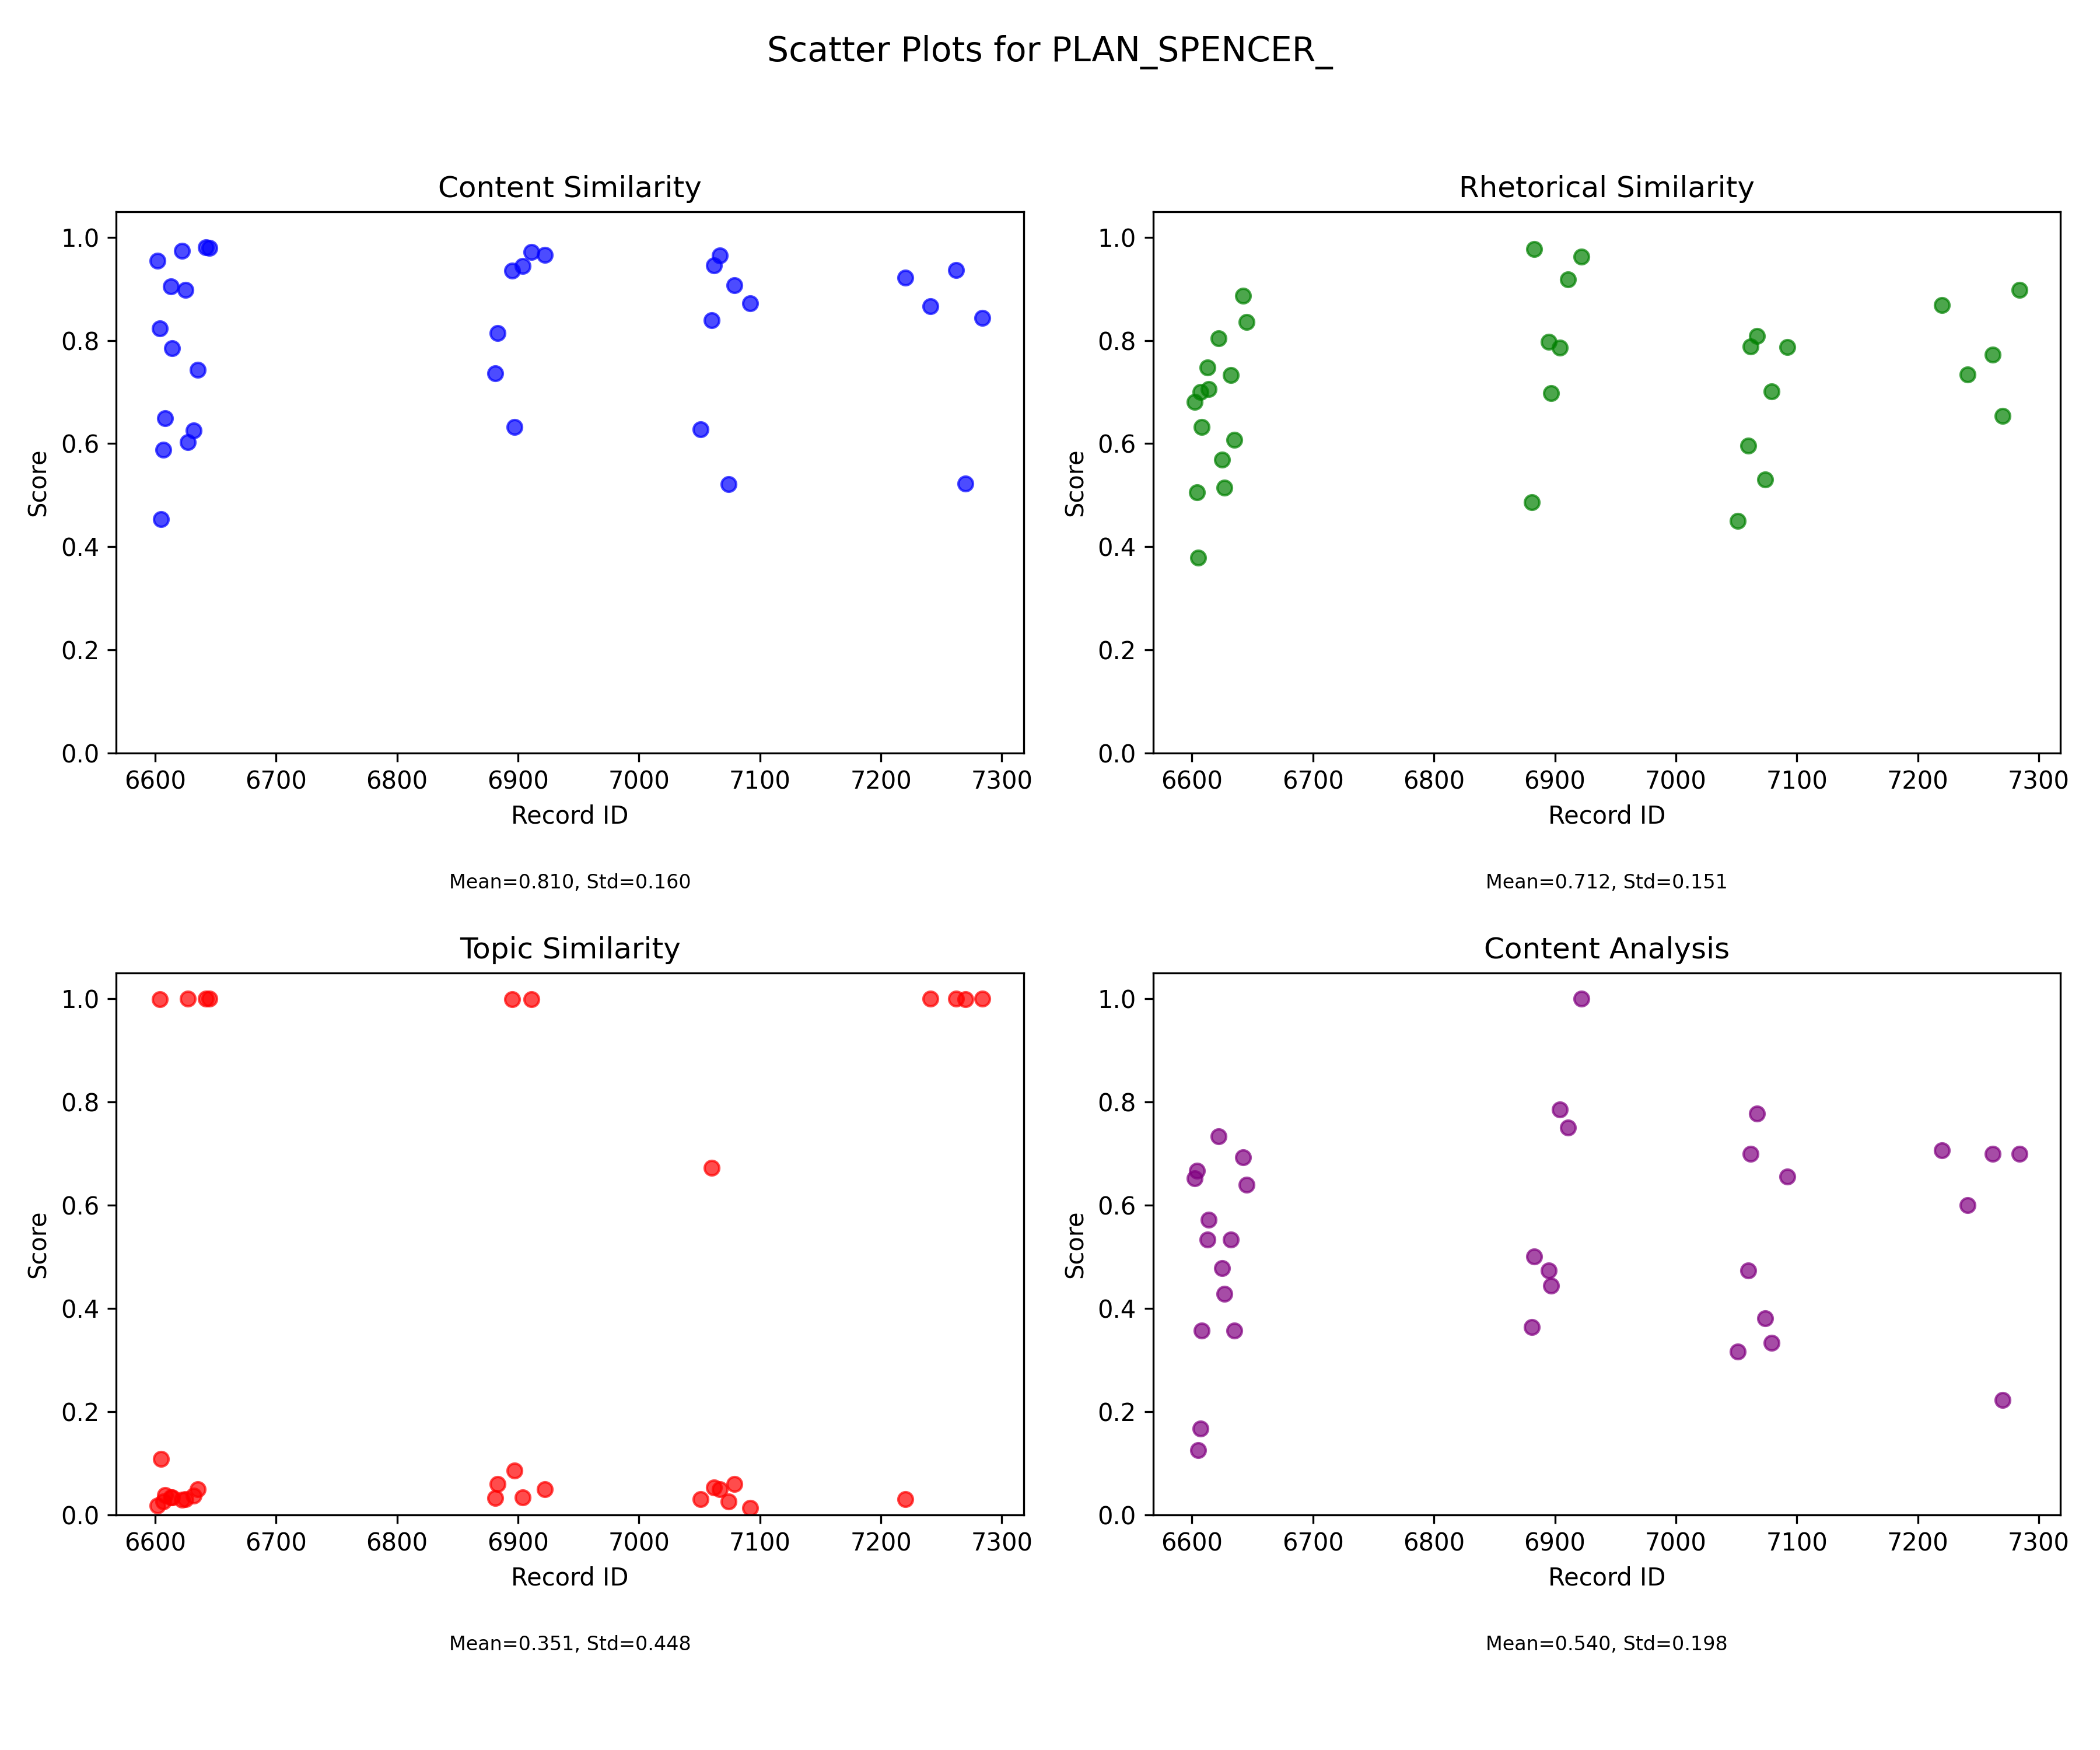 Scatter Plots for PLAN_SPENCER_
Content Similarity
1.0
0.8
0.6
0.4
0.2
0.0
Score
6600 6700 6800 6900 7000 7100 7200 7300
Record ID
Mean=0.810, Std=0.160
Rhetorical Similarity
1.0
0.8
0.6
0.4
0.2
0.0
Score
6600 6700 6800 6900 7000 7100 7200 7300
Record ID
Mean=0.712, Std=0.151
Topic Similarity
1.0
0.8
0.6
0.4
0.2
0.0
Score
6600 6700 6800 6900 7000 7100 7200 7300
Record ID
Mean=0.351, Std=0.448
Content Analysis
1.0
0.8
0.6
0.4
0.2
0.0
Score
6600 6700 6800 6900 7000 7100 7200 7300
Record ID
Mean=0.540, Std=0.198